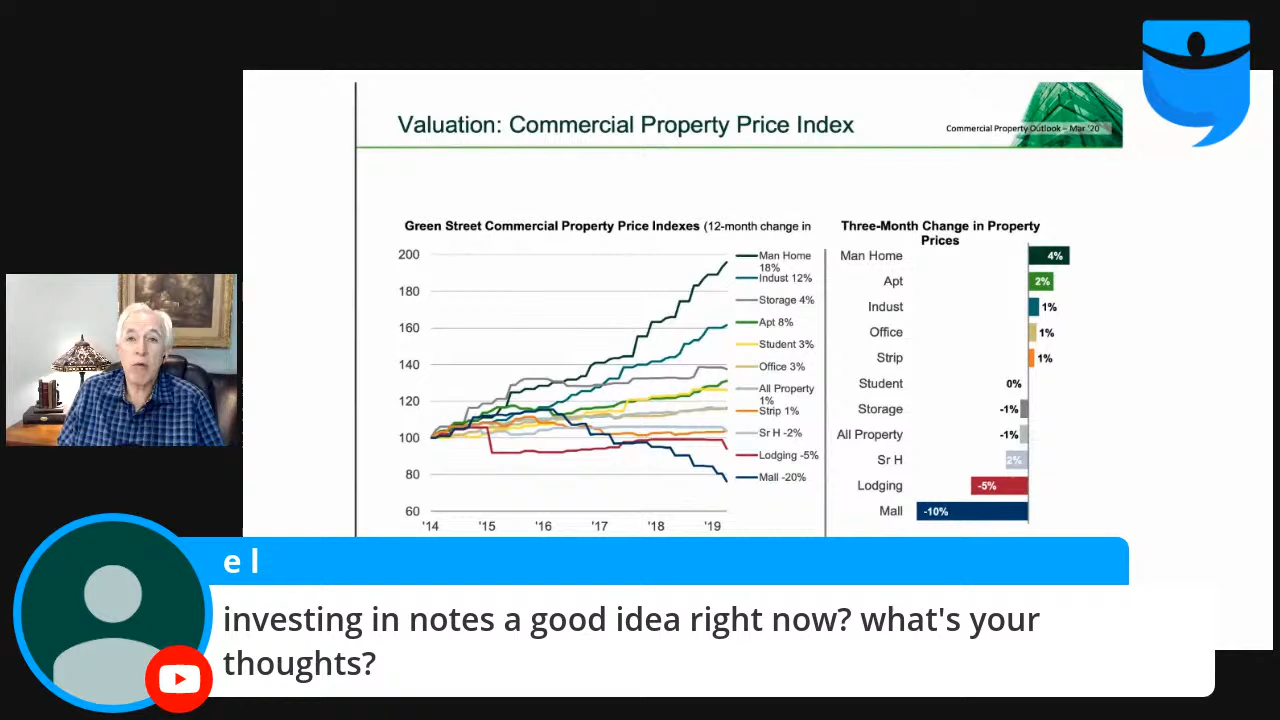 Valuation: Commercial Property Price Index
Commercial Property Outlook – Mar '20
Green Street Commercial Property Price Indexes (12-month change in
200
180
160
140
120
100
80
60
'14
'15
'16
'17
'18
'19
Man Home
18%
Indust 12%
Storage 4%
Apt 8%
Student 3%
Office 3%
All Property
1%
Strip 1%
Sr H -2%
Lodging -5%
Mall -20%
Three-Month Change in Property
Prices
Man Home 4%
Apt 2%
Indust 1%
Office 1%
Strip 1%
Student 0%
Storage -1%
All Property -1%
Sr H 2%
Lodging -5%
Mall -10%
e l
investing in notes a good idea right now? what's your
thoughts?